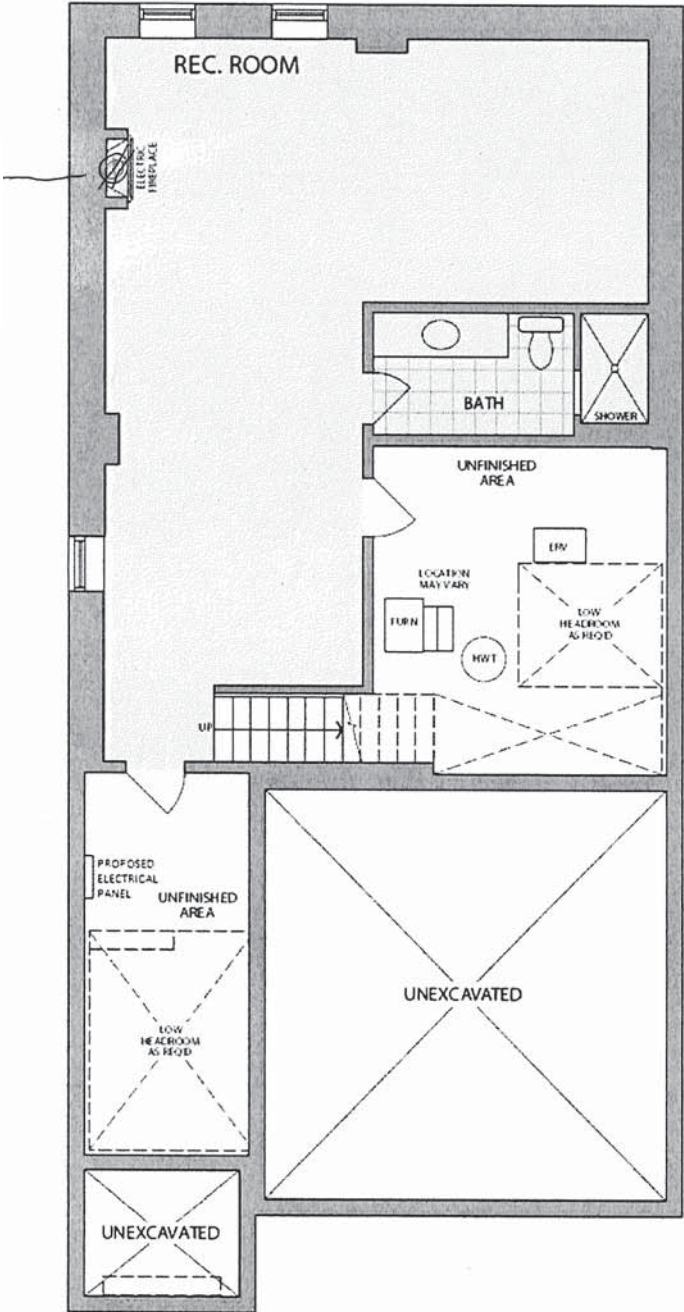 REC. ROOM
ELECTRIC
FIREPLACE
BATH
SHOWER
UNFINISHED
AREA
ERV
LOCATION
MAY VARY
FURN
HWT
LOW
HEADROOM
AS REQ'D
UP
PROPOSED
ELECTRICAL
PANEL
UNFINISHED
AREA
LOW
HEADROOM
AS REQ'D
UNEXCAVATED
UNEXCAVATED